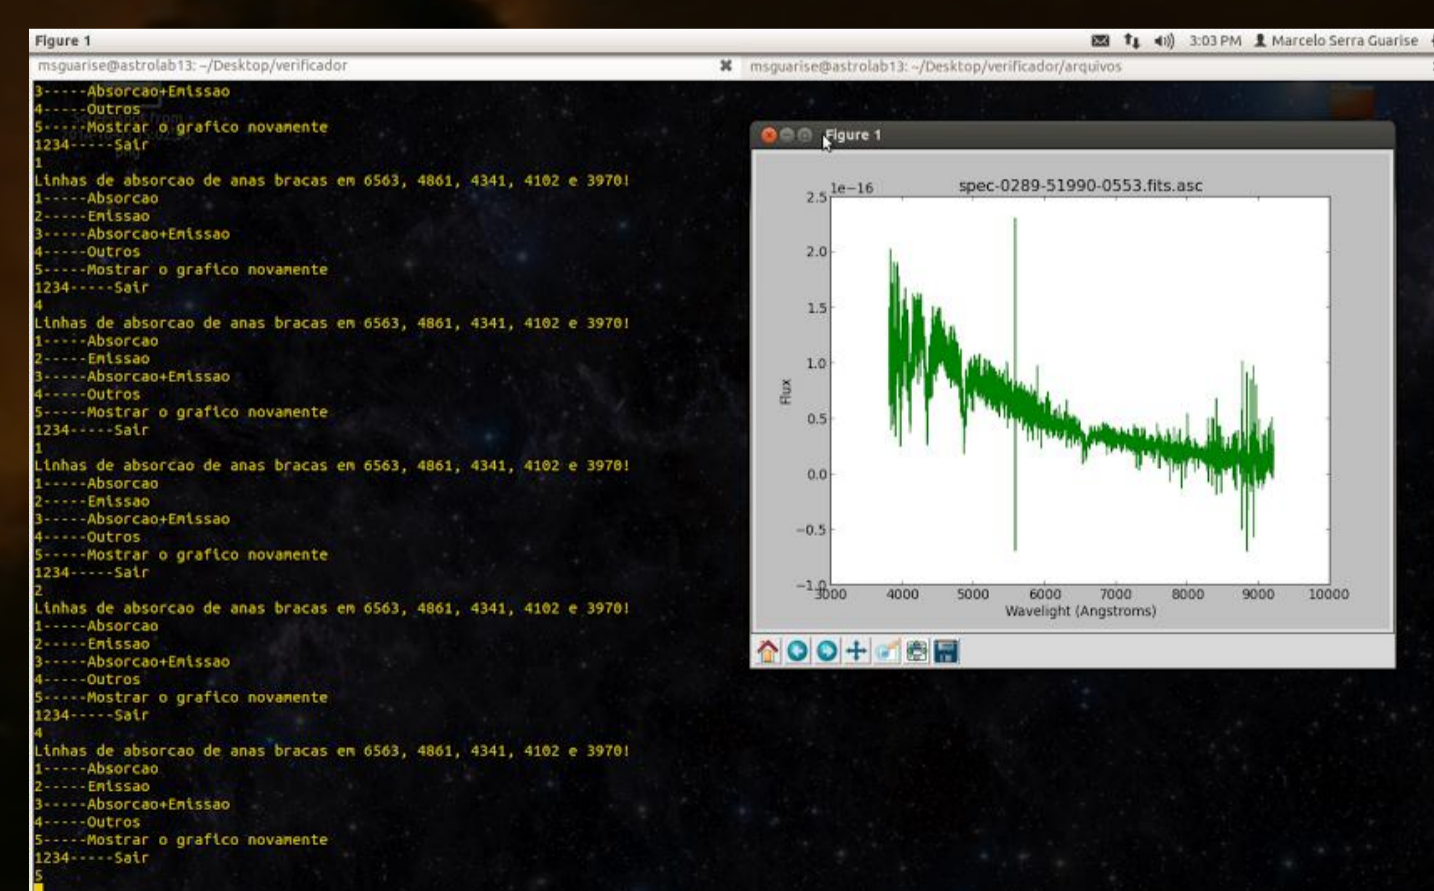 Figure 1
3:03 PM Marcelo Serra Guarise
msguarise@astrolab13: ~/Desktop/verificador
msguarise@astrolab13: ~/Desktop/verificador/arquivos
3-----Absorcao+Emissao
4-----Outros
5-----Mostrar o grafico novamente
1234-----Sair
1
Linhas de absorcao de anas bracas em 6563, 4861, 4341, 4102 e 3970!
1-----Absorcao
2-----Emissao
3-----Absorcao+Emissao
4-----Outros
5-----Mostrar o grafico novamente
1234-----Sair
4
Linhas de absorcao de anas bracas em 6563, 4861, 4341, 4102 e 3970!
1-----Absorcao
2-----Emissao
3-----Absorcao+Emissao
4-----Outros
5-----Mostrar o grafico novamente
1234-----Sair
1
Linhas de absorcao de anas bracas em 6563, 4861, 4341, 4102 e 3970!
1-----Absorcao
2-----Emissao
3-----Absorcao+Emissao
4-----Outros
5-----Mostrar o grafico novamente
1234-----Sair
2
Linhas de absorcao de anas bracas em 6563, 4861, 4341, 4102 e 3970!
1-----Absorcao
2-----Emissao
3-----Absorcao+Emissao
4-----Outros
5-----Mostrar o grafico novamente
1234-----Sair
4
Linhas de absorcao de anas bracas em 6563, 4861, 4341, 4102 e 3970!
1-----Absorcao
2-----Emissao
3-----Absorcao+Emissao
4-----Outros
5-----Mostrar o grafico novamente
1234-----Sair
5
Figure 1
spec-0289-51990-0553.fits.asc
1e−16
2.5
2.0
1.5
1.0
0.5
0.0
−0.5
−1.0
Flux
3000 4000 5000 6000 7000 8000 9000 10000
Wavelight (Angstroms)